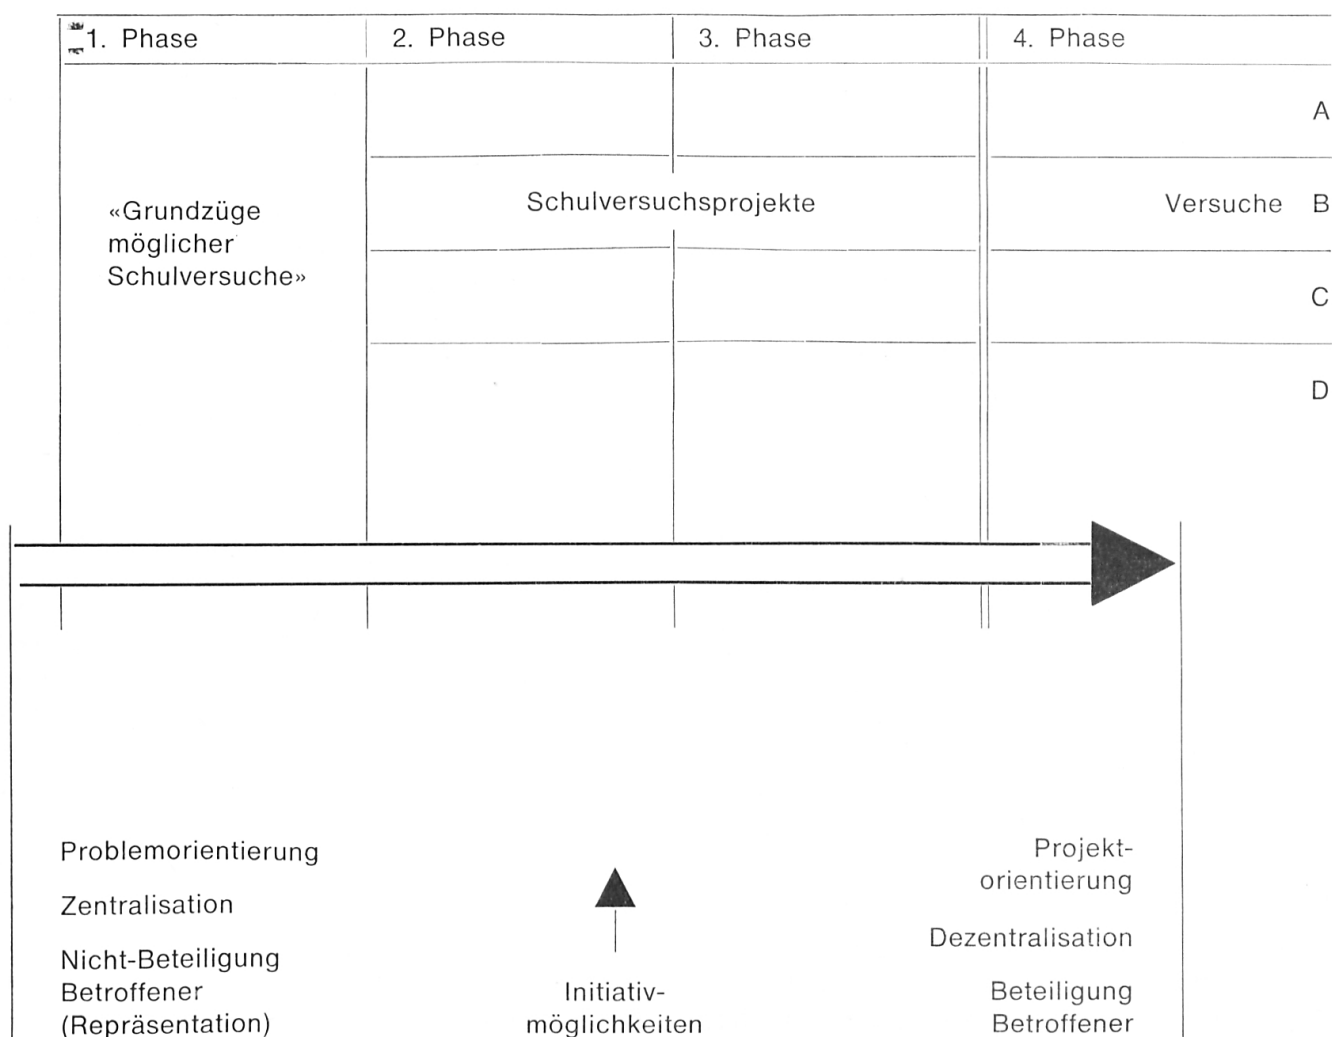 1. Phase
2. Phase
3. Phase
4. Phase
A
«Grundzüge
möglicher
Schulversuche»
Schulversuchsprojekte
Versuche B
C
D
Problemorientierung
Zentralisation
Nicht-Beteiligung
Betroffener
(Repräsentation)
Initiativ-
möglichkeiten
Projekt-
orientierung
Dezentralisation
Beteiligung
Betroffener